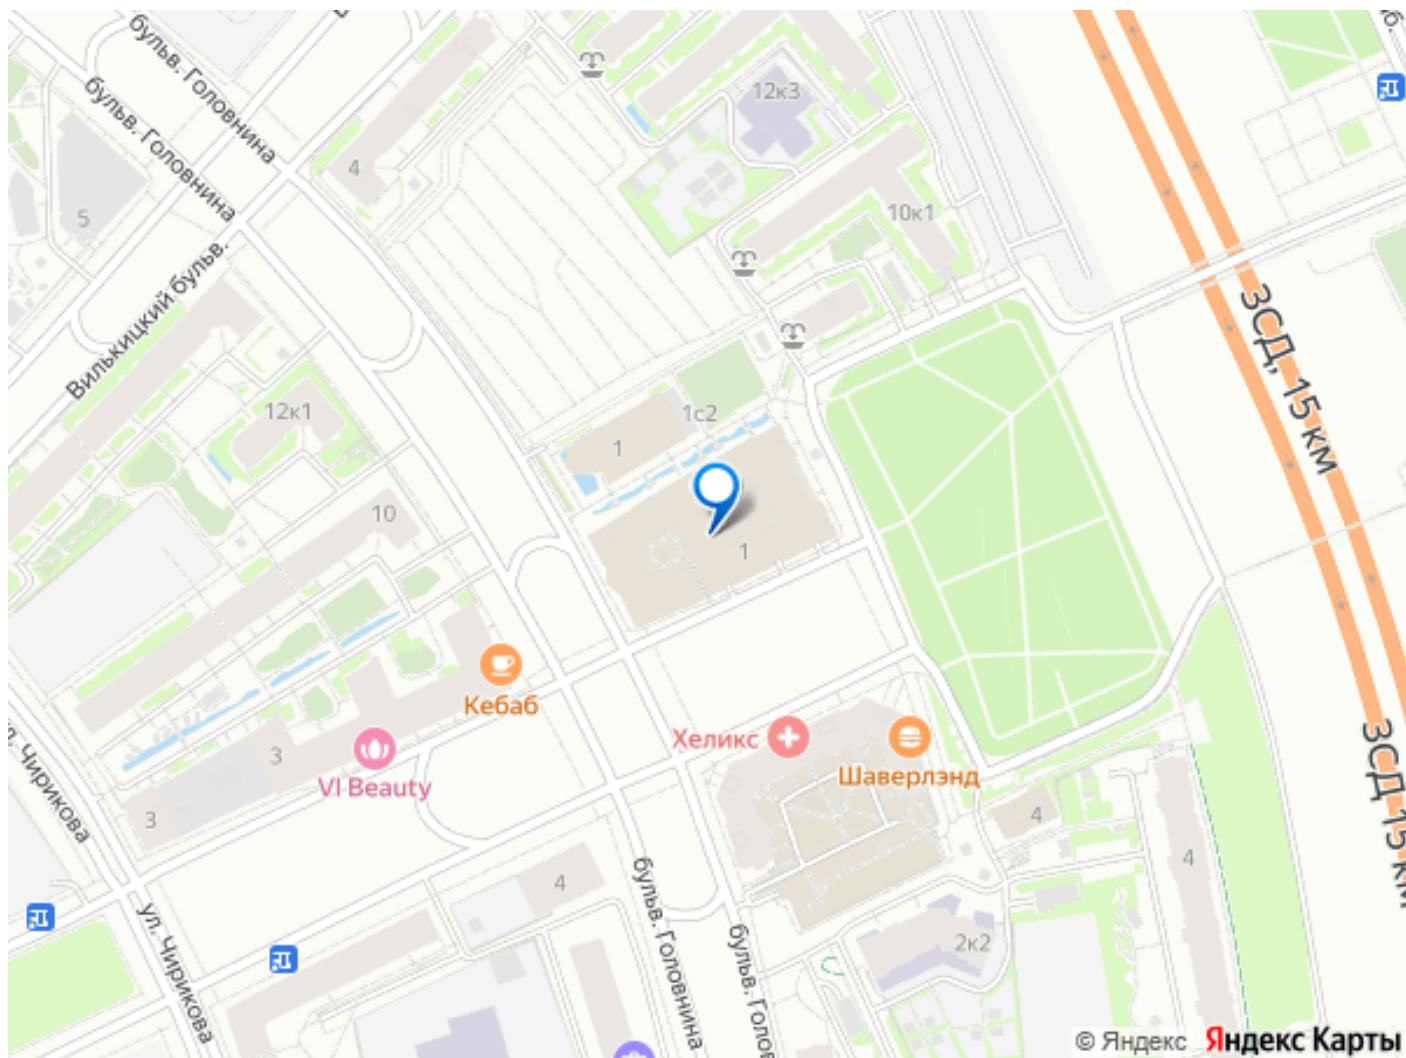 бульв. Головнина
бульв. Головнина
12к3
4
5
10к1
Вилькицкий бульв.
ЗСД, 15 км
12к1
1с2
1
10
1
Кебаб
Хеликс
Шаверлэнд
3
VI Beauty
3
Чирикова
ЗСД 15 км
4
4
4
ул. Чирикова
бульв. Головнина
бульв. Голов
2к2
© Яндекс Яндекс Карты